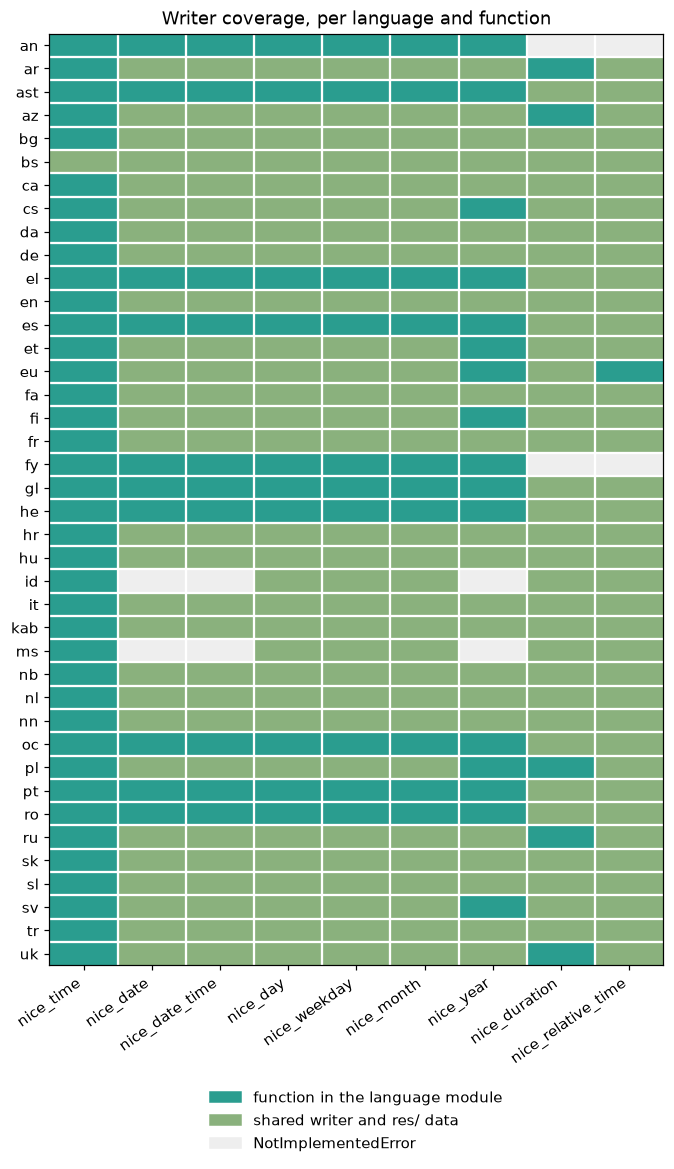 Writer coverage, per language and function
an
ar
ast
az
bg
bs
ca
cs
da
de
el
en
es
et
eu
fa
fi
fr
fy
gl
he
hr
hu
id
it
kab
ms
nb
nl
nn
oc
pl
pt
ro
ru
sk
sl
sv
tr
uk
nice_time
nice_date
nice_date_time
nice_day
nice_weekday
nice_month
nice_year
nice_duration
nice_relative_time
function in the language module
shared writer and res/ data
NotImplementedError